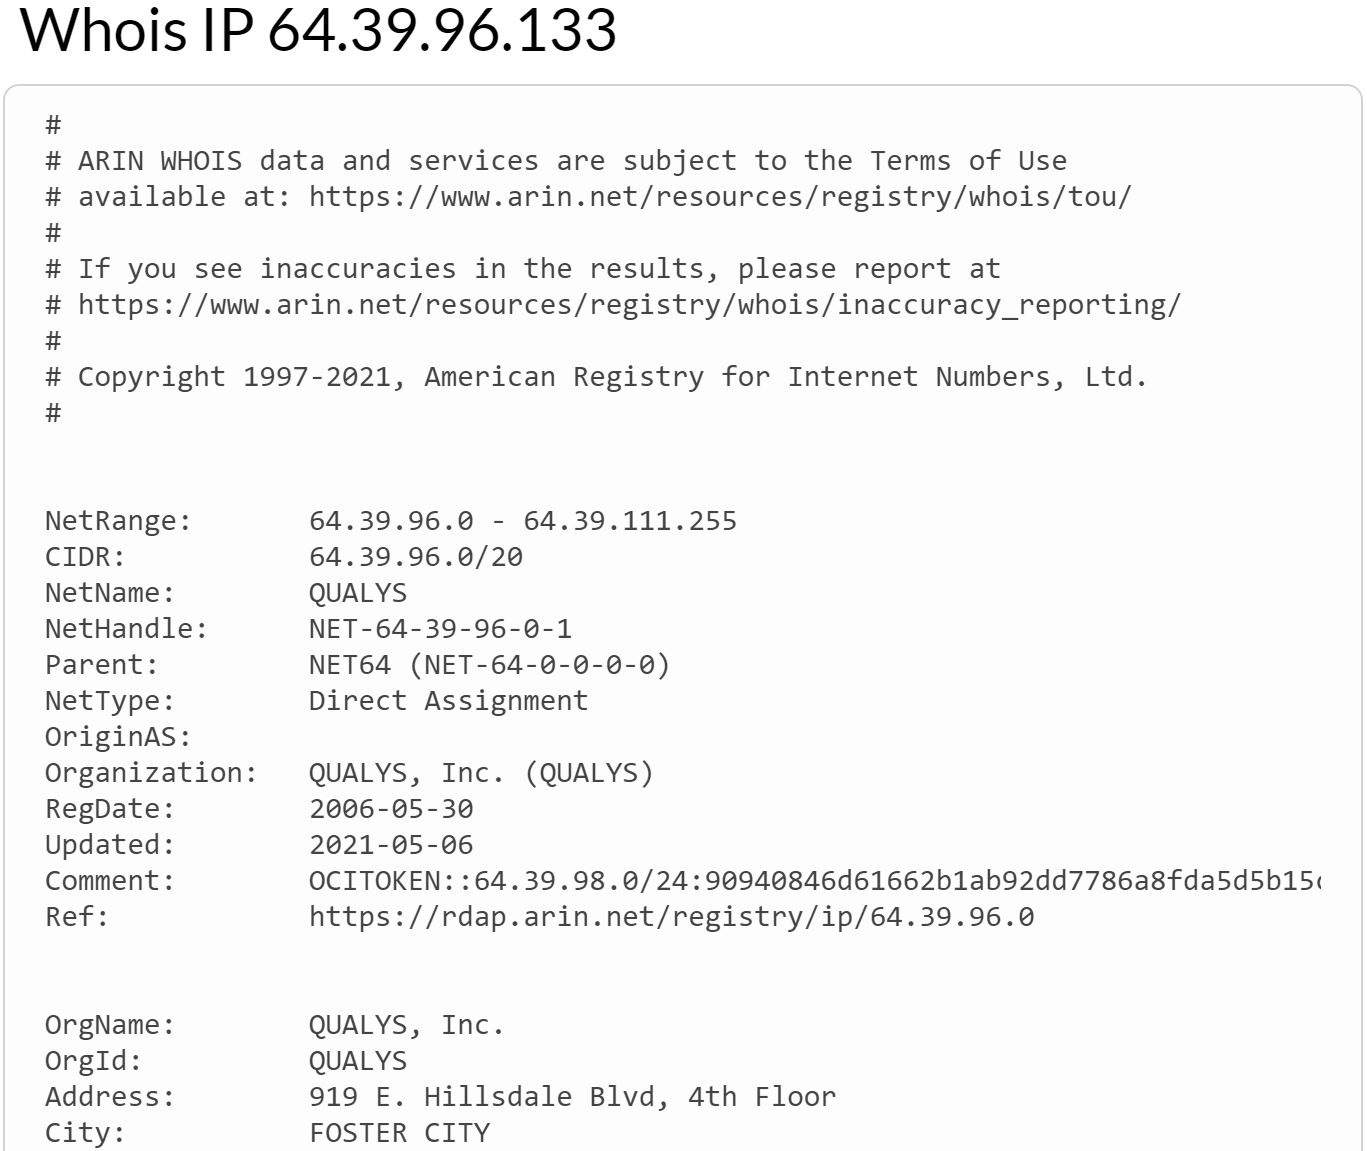 Whois IP 64.39.96.133
#
# ARIN WHOIS data and services are subject to the Terms of Use
# available at: https://www.arin.net/resources/registry/whois/tou/
#
# If you see inaccuracies in the results, please report at
# https://www.arin.net/resources/registry/whois/inaccuracy_reporting/
#
# Copyright 1997-2021, American Registry for Internet Numbers, Ltd.
#
NetRange: 64.39.96.0 - 64.39.111.255
CIDR: 64.39.96.0/20
NetName: QUALYS
NetHandle: NET-64-39-96-0-1
Parent: NET64 (NET-64-0-0-0-0)
NetType: Direct Assignment
OriginAS:
Organization: QUALYS, Inc. (QUALYS)
RegDate: 2006-05-30
Updated: 2021-05-06
Comment: OCITOKEN::64.39.98.0/24:90940846d61662b1ab92dd7786a8fda5d5b15
Ref: https://rdap.arin.net/registry/ip/64.39.96.0
OrgName: QUALYS, Inc.
OrgId: QUALYS
Address: 919 E. Hillsdale Blvd, 4th Floor
City: FOSTER CITY